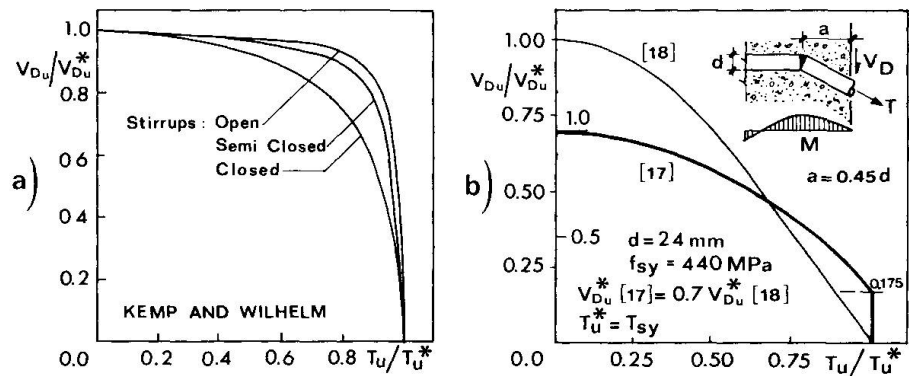 a)
1.0
V_Du/V*_Du
0.8
0.6
0.4
0.2
0.0
Stirrups : Open
Semi Closed
Closed
KEMP AND WILHELM
0.2
0.4
0.6
0.8
T_u/T_u*
b)
1.00
V_Du/V*_Du
0.75
0.50
0.25
0.0
1.0
0.5
[18]
[17]
a
d
V_D
T
M
a=0.45d
d=24 mm
f_sy = 440 MPa
V*_Du [17]=0.7 V*_Du [18]
T*_u = T_sy
0.175
0.25
0.50
0.75
T_u/T_u*